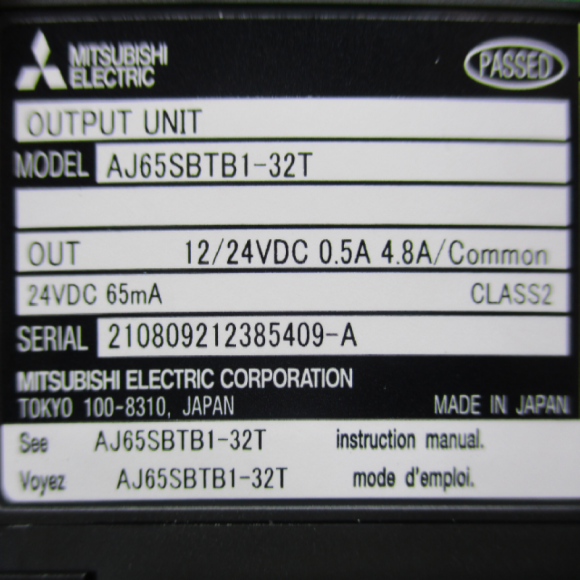 MITSUBISHI
ELECTRIC
PASSED
OUTPUT UNIT
MODEL AJ65SBTB1-32T
OUT 12/24VDC 0.5A 4.8A/Common
24VDC 65mA CLASS2
SERIAL 210809212385409-A
MITSUBISHI ELECTRIC CORPORATION
TOKYO 100-8310, JAPAN MADE IN JAPAN
See AJ65SBTB1-32T instruction manual.
Voyez AJ65SBTB1-32T mode d'emploi.